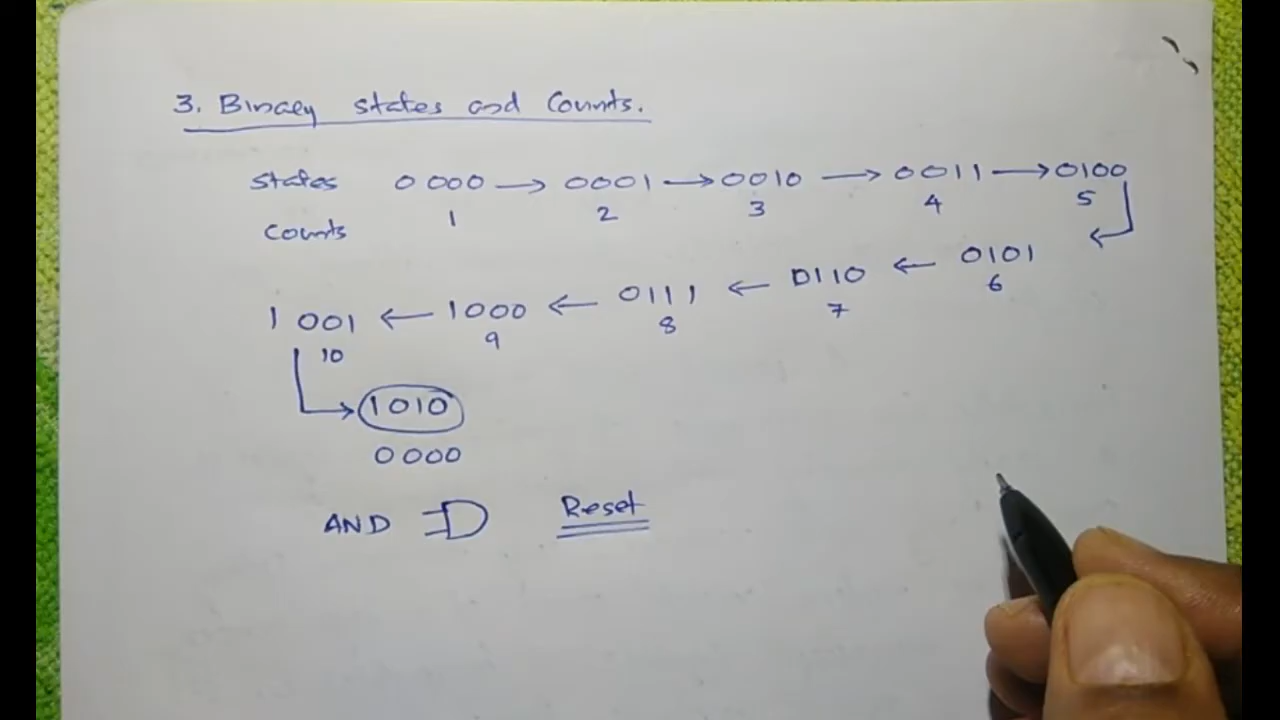 3. Binary states and Counts.
states 0000 → 0001 → 0010 → 0011 → 0100
Counts 1 2 3 4 5
1001 ← 1000 ← 0111 ← 0110 ← 0101
10 9 8 7 6
1010
0000
AND Reset